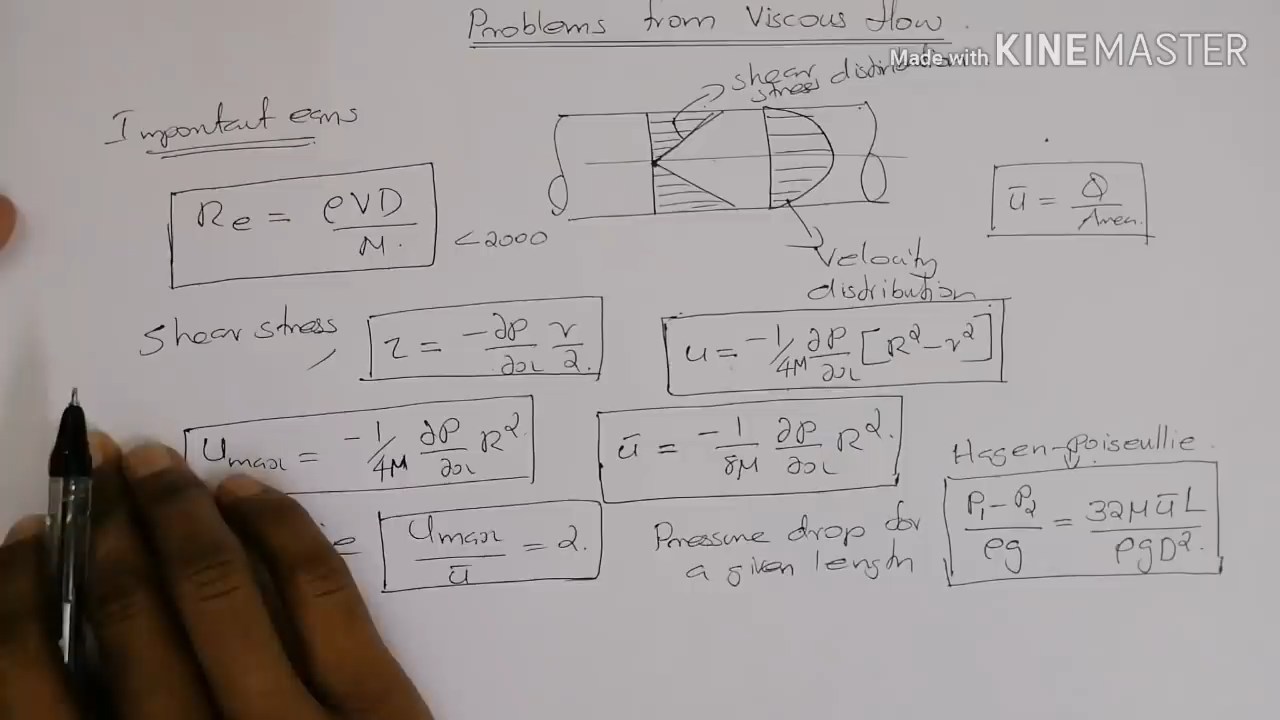 Problems from Viscous flow
Made with KINEMASTER
shear stress distribution
Important eqns
Re = ρVD/μ <2000
ū = Q/Area
Velocity distribution
Shear stress τ = -∂P/∂x r/2
u = -1/4μ ∂P/∂x [R²-r²]
Umax = -1/4μ ∂P/∂x R²
ū = -1/8μ ∂P/∂x R²
Hagen-poiseullie
Umax/ū = 2
Pressure drop for
a given length
P₁-P₂/ρg = 32μūL/ρgD²